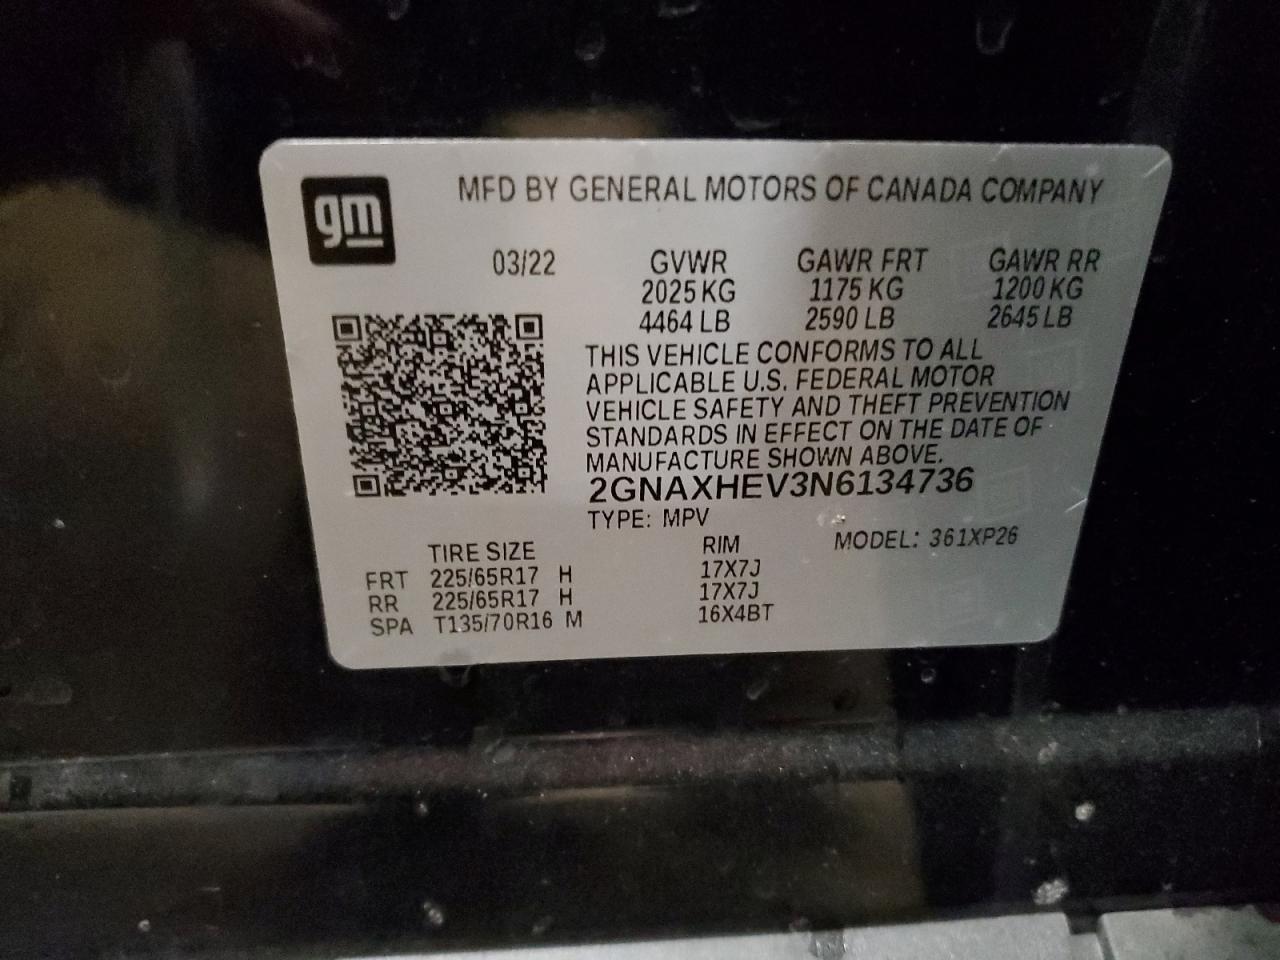 gm
MFD BY GENERAL MOTORS OF CANADA COMPANY
03/22 GVWR GAWR FRT GAWR RR
2025 KG 1175 KG 1200 KG
4464 LB 2590 LB 2645 LB
THIS VEHICLE CONFORMS TO ALL
APPLICABLE U.S. FEDERAL MOTOR
VEHICLE SAFETY AND THEFT PREVENTION
STANDARDS IN EFFECT ON THE DATE OF
MANUFACTURE SHOWN ABOVE.
2GNAXHEV3N6134736
TYPE: MPV MODEL: 361XP26
TIRE SIZE RIM
FRT 225/65R17 H 17X7J
RR 225/65R17 H 17X7J
SPA T135/70R16 M 16X4BT